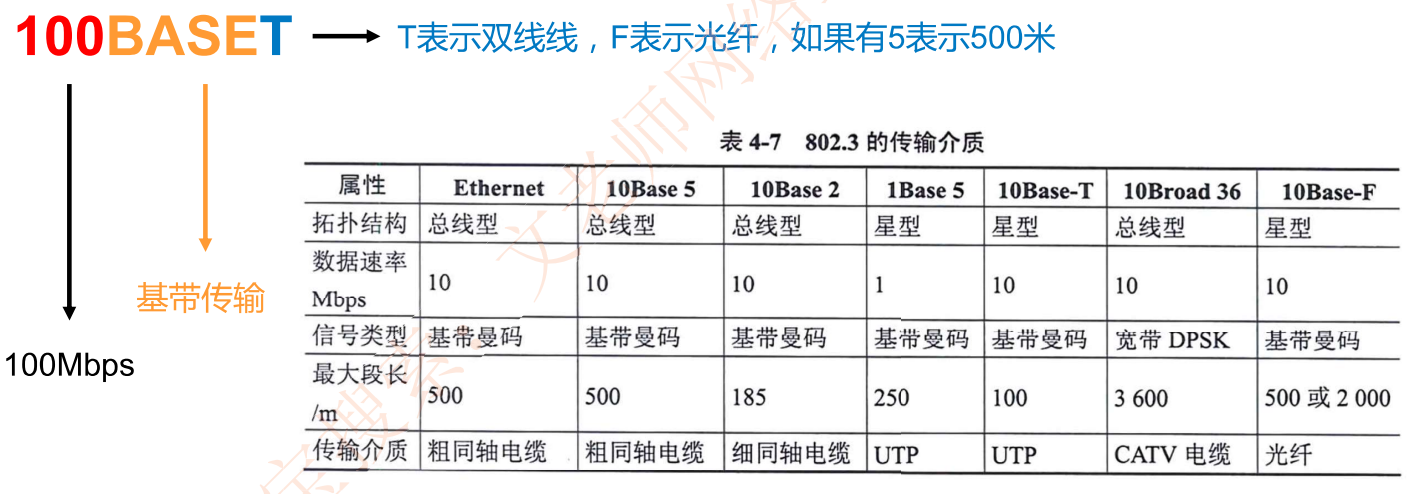 100BASET
T表示双线线，F表示光纤，如果有5表示500米
基带传输
100Mbps
表 4-7 802.3 的传输介质
属性 Ethernet 10Base 5 10Base 2 1Base 5 10Base-T 10Broad 36 10Base-F
拓扑结构 总线型 总线型 总线型 星型 星型 总线型 星型
数据速率
Mbps 10 10 10 1 10 10 10
信号类型 基带曼码 基带曼码 基带曼码 基带曼码 基带曼码 宽带 DPSK 基带曼码
最大段长
/m 500 500 185 250 100 3 600 500 或 2 000
传输介质 粗同轴电缆 粗同轴电缆 细同轴电缆 UTP UTP CATV 电缆 光纤
搜索：文老师网络